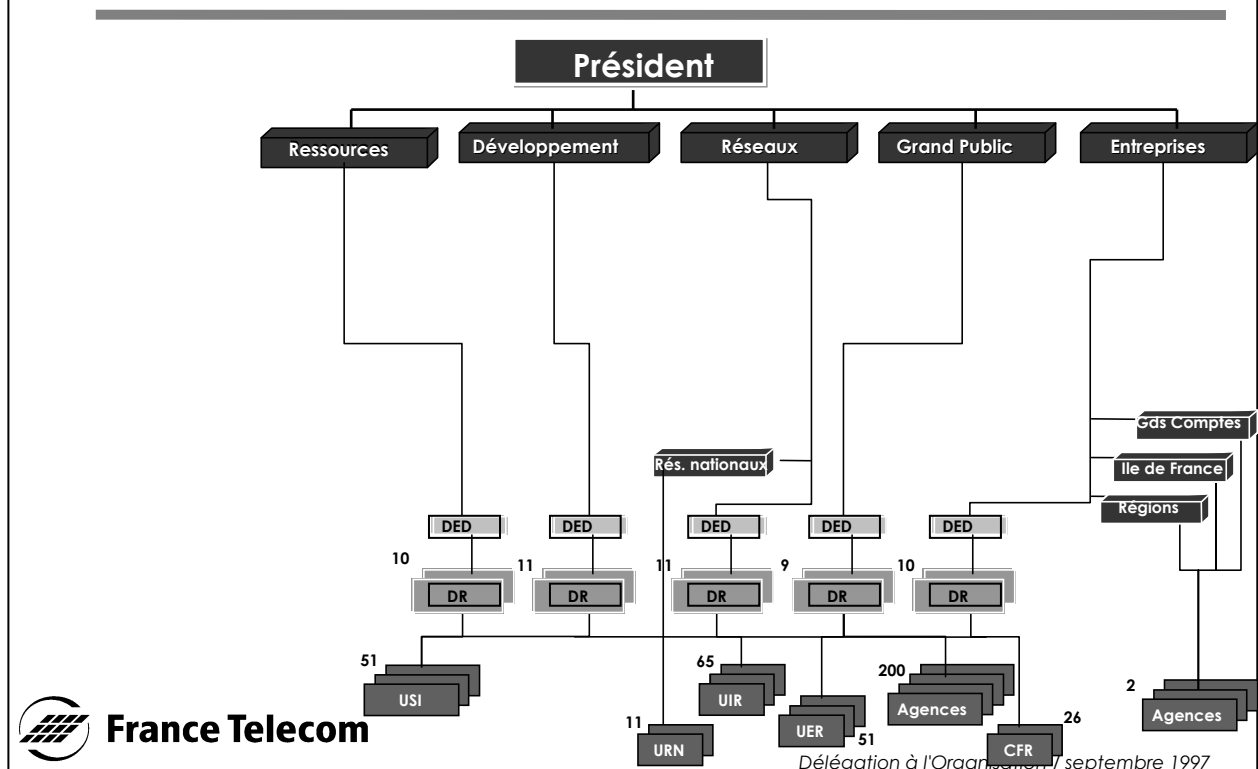 Président
Ressources
Développement
Réseaux
Grand Public
Entreprises
Gds Comptes
Rés. nationaux
Ile de France
Régions
DED
DED
DED
DED
DED
10
11
11
9
10
DR
DR
DR
DR
DR
51
65
200
2
USI
UIR
Agences
Agences
11
URN
UER
51
26
CFR
France Telecom
Délégation à l'Organisation / septembre 1997